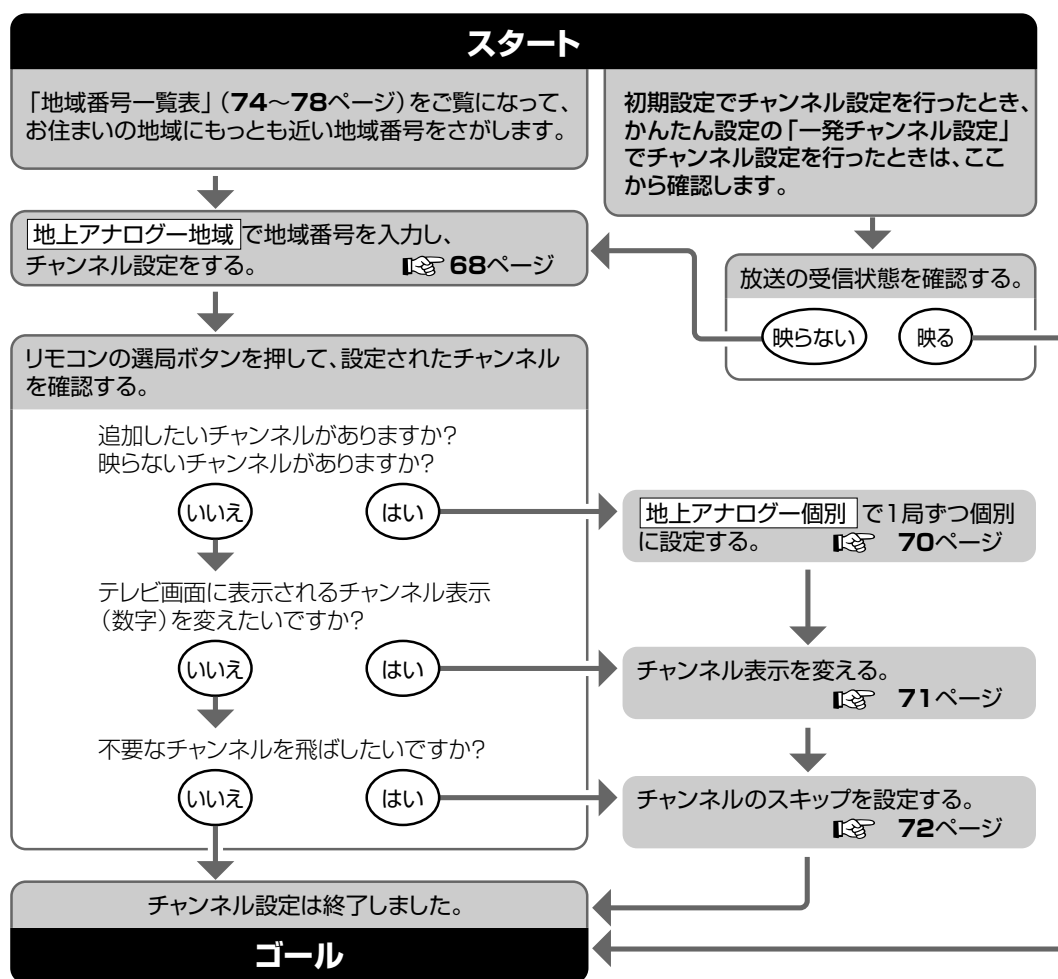 スタート
「地域番号一覧表」（74～78ページ）をご覧になって、
お住まいの地域にもっとも近い地域番号をさがします。
初期設定でチャンネル設定を行ったとき、
かんたん設定の「一発チャンネル設定」
でチャンネル設定を行ったときは、ここ
から確認します。
地上アナログー地域 で地域番号を入力し、
チャンネル設定をする。 ☞ 68ページ
放送の受信状態を確認する。
映らない 映る
リモコンの選局ボタンを押して、設定されたチャンネル
を確認する。
追加したいチャンネルがありますか？
映らないチャンネルがありますか？
いいえ はい
地上アナログー個別 で1局ずつ個別
に設定する。 ☞ 70ページ
テレビ画面に表示されるチャンネル表示
（数字）を変えたいですか？
いいえ はい
チャンネル表示を変える。
☞ 71ページ
不要なチャンネルを飛ばしたいですか？
いいえ はい
チャンネルのスキップを設定する。
☞ 72ページ
チャンネル設定は終了しました。
ゴール